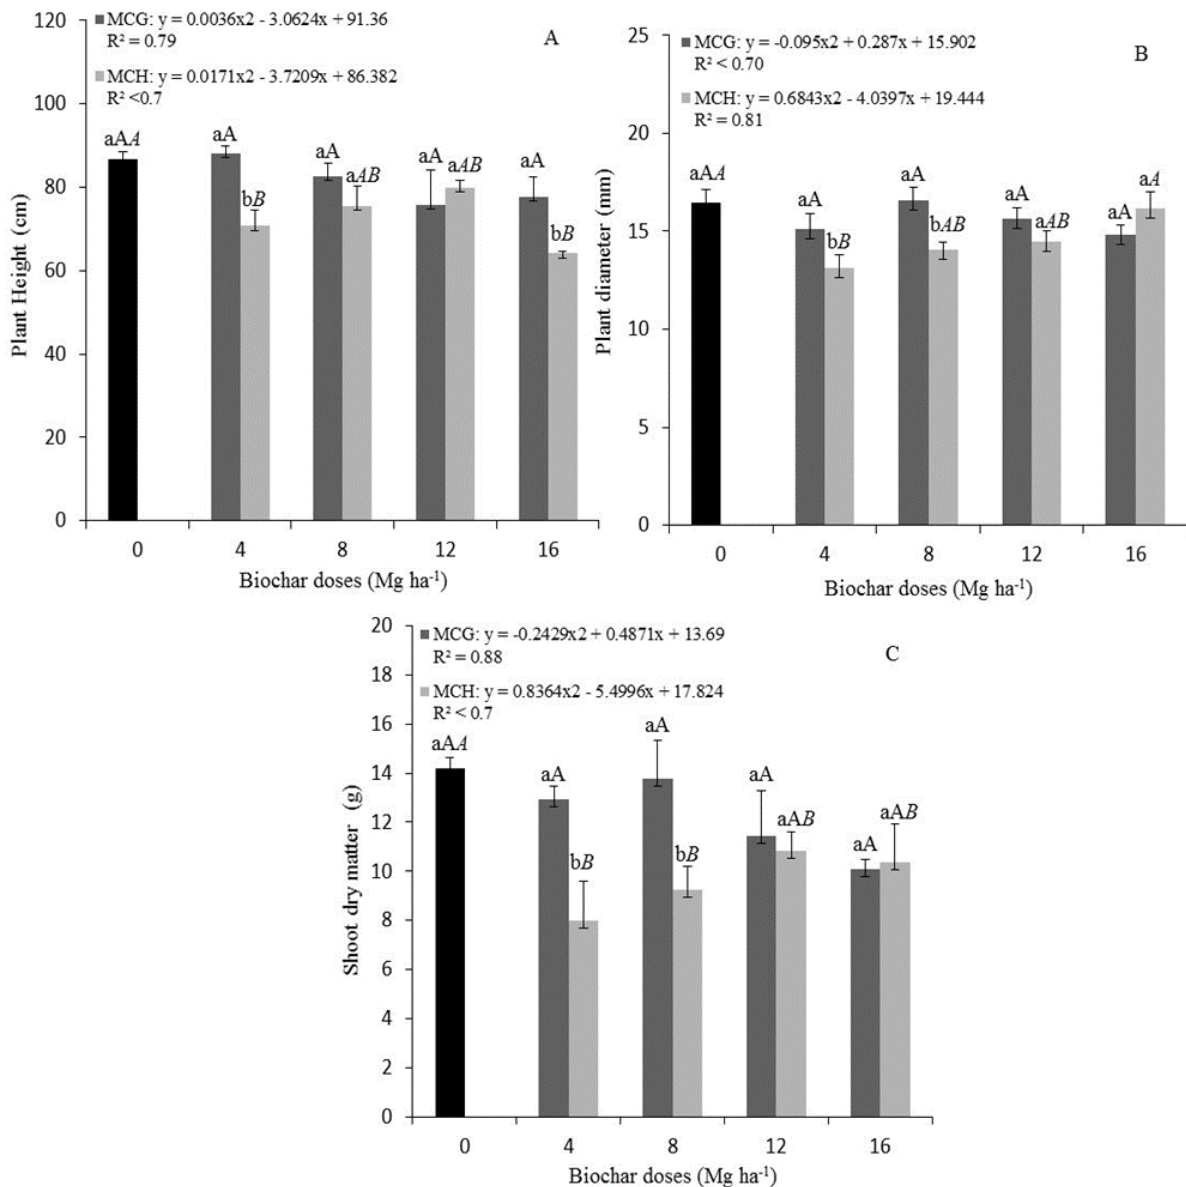 MCG: y = 0.0036x2 - 3.0624x + 91.36
R² = 0.79
MCH: y = 0.0171x2 - 3.7209x + 86.382
R² <0.7
A
120
100
80
60
40
20
0
Plant Height (cm)
aAA
aA
bB
aA
aAB
aA
aAB
aA
bB
0 4 8 12 16
Biochar doses (Mg ha⁻¹)
MCG: y = -0.095x2 + 0.287x + 15.902
R² < 0.70
MCH: y = 0.6843x2 - 4.0397x + 19.444
R² = 0.81
B
25
20
15
10
5
0
Plant diameter (mm)
aAA
aA
bB
aA
bAB
aA
aAB
aA
aA
0 4 8 12 16
Biochar doses (Mg ha⁻¹)
MCG: y = -0.2429x2 + 0.4871x + 13.69
R² = 0.88
MCH: y = 0.8364x2 - 5.4996x + 17.824
R² < 0.7
C
20
18
16
14
12
10
8
6
4
2
0
Shoot dry matter (g)
aAA
aA
bB
aA
bB
aA
aAB
aA
aAB
0 4 8 12 16
Biochar doses (Mg ha⁻¹)